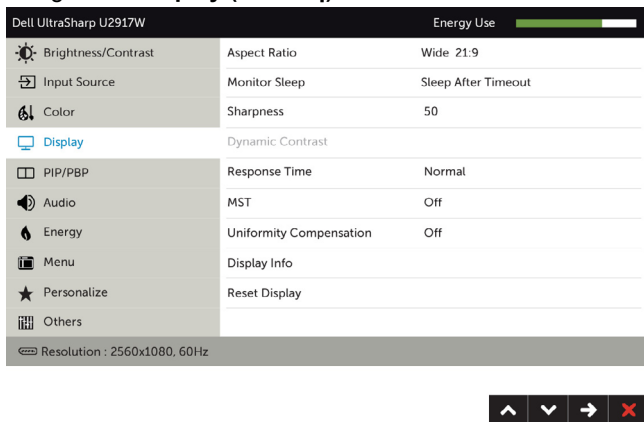 Dell UltraSharp U2917W Energy Use
Brightness/Contrast Aspect Ratio Wide 21:9
Input Source Monitor Sleep Sleep After Timeout
Color Sharpness 50
Display Dynamic Contrast
PIP/PBP Response Time Normal
Audio MST Off
Energy Uniformity Compensation Off
Menu Display Info
Personalize Reset Display
Others
Resolution : 2560x1080, 60Hz